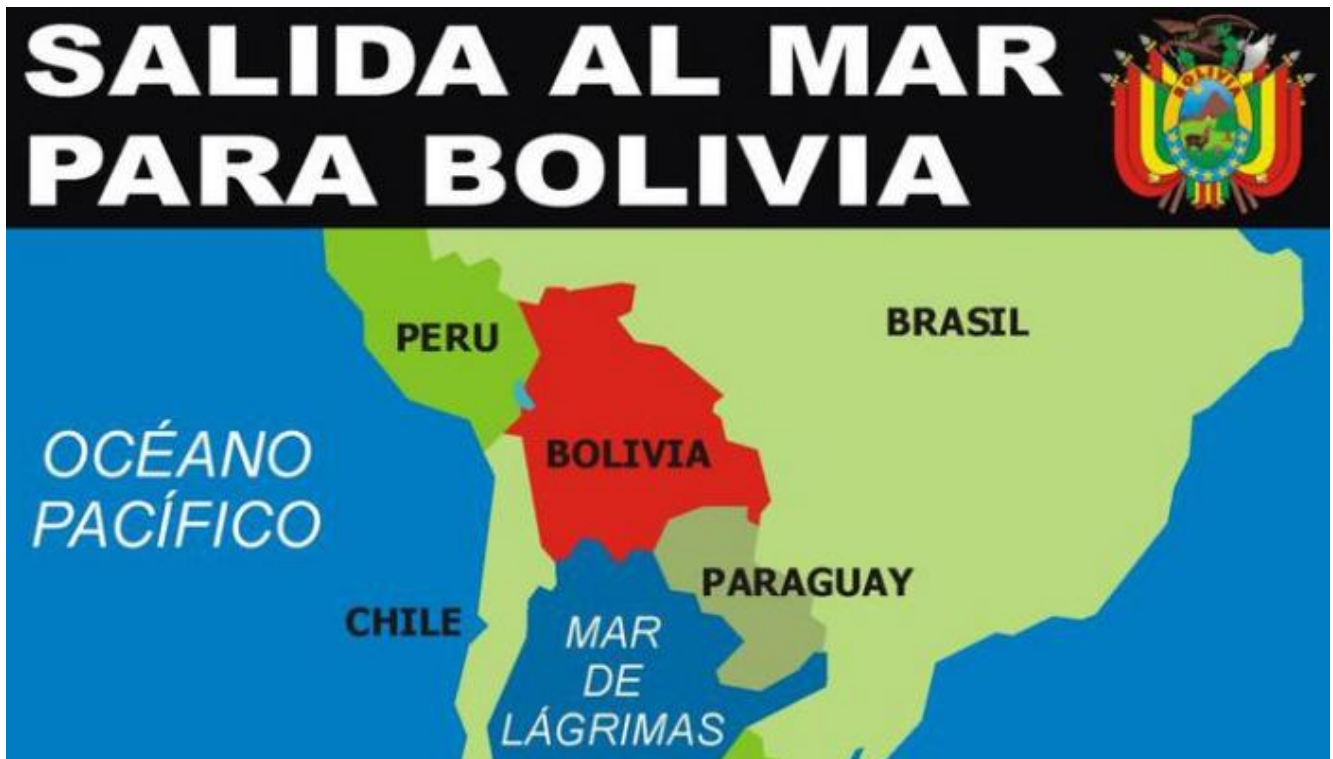 SALIDA AL MAR
PARA BOLIVIA
BOLIVIA
PERU
BRASIL
OCÉANO
PACÍFICO
BOLIVIA
PARAGUAY
CHILE
MAR
DE
LÁGRIMAS